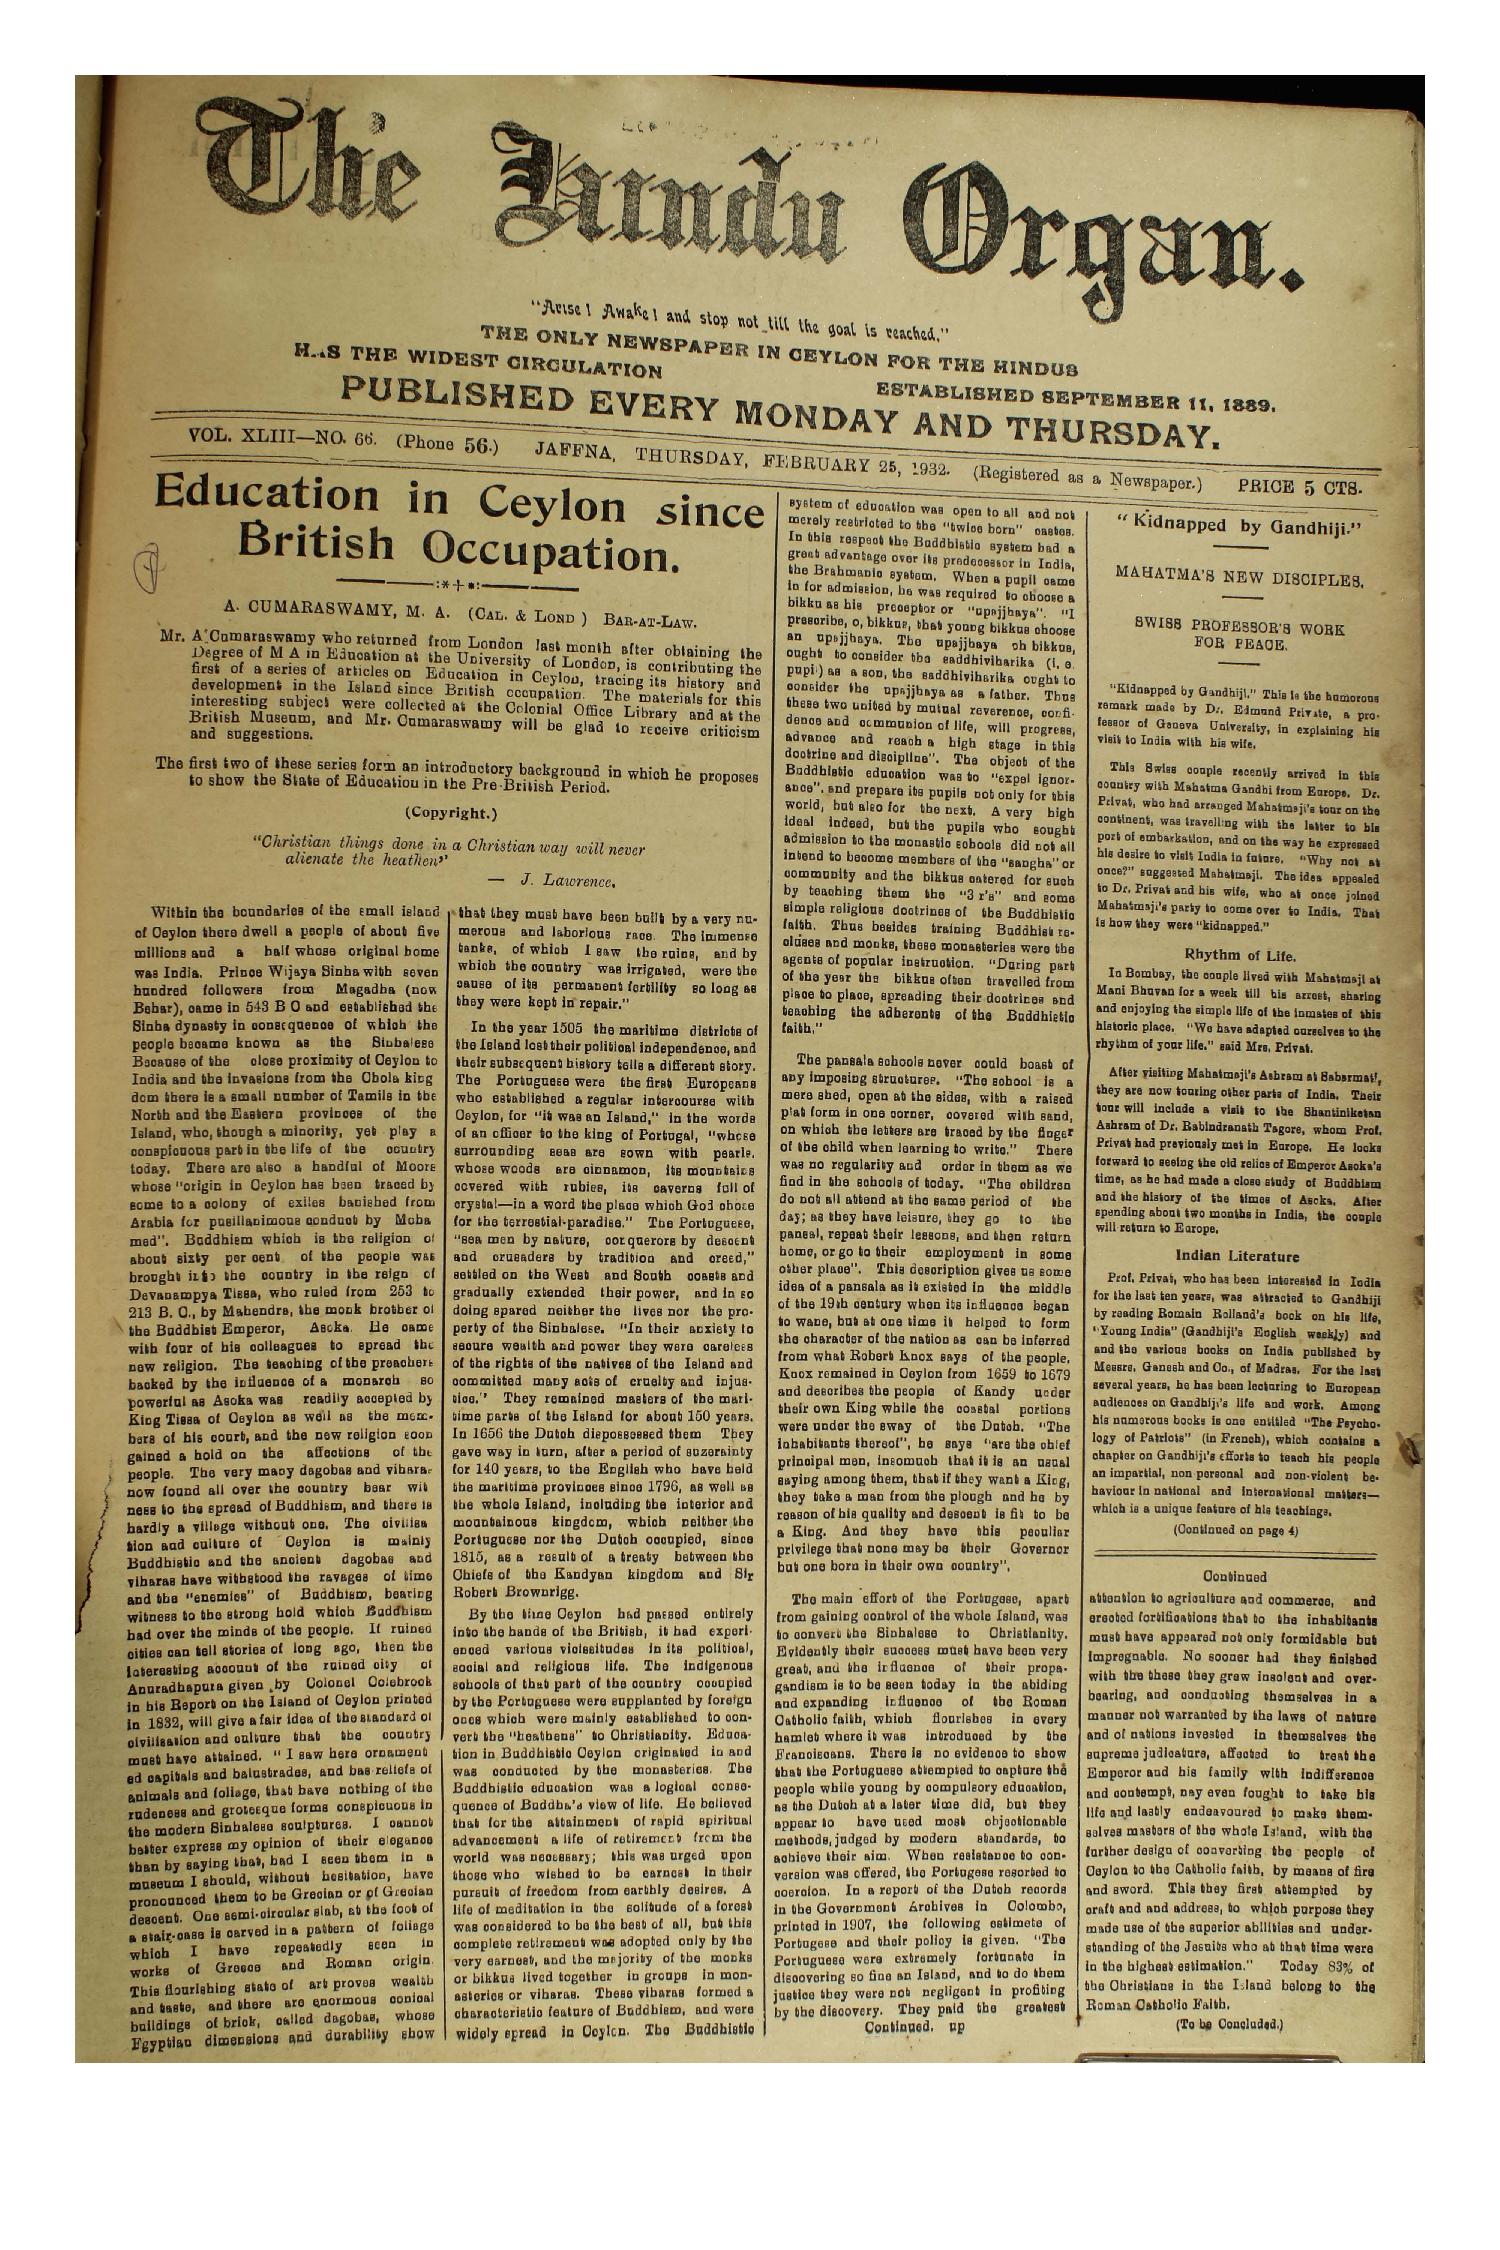 The Hindu Organ.
"Arise! Awake! and stop not till the goal is reached."
THE ONLY NEWSPAPER IN CEYLON FOR THE HINDUS
HAS THE WIDEST CIRCULATION
ESTABLISHED SEPTEMBER 11, 1889.
PUBLISHED EVERY MONDAY AND THURSDAY.
VOL. XLIII—NO. 66. (Phone 56.) JAFFNA, THURSDAY, FEBRUARY 25, 1932. (Registered as a Newspaper.) PRICE 5 CTS.
Education in Ceylon since
British Occupation.
A. CUMARASWAMY, M. A. (CAL. & LOND ) BAR-AT-LAW.
Mr. A Cumaraswamy who returned from London last month after obtaining the
Degree of M A in Education at the University of London, is contributing the
first of a series of articles on Education in Ceylon, tracing its history and
development in the Island since British occupation. The materials for this
interesting subject were collected at the Colonial Office Library and at the
British Museum, and Mr. Cumaraswamy will be glad to receive criticism
and suggestions.
The first two of these series form an introductory background in which he proposes
to show the State of Education in the Pre-British Period.
(Copyright.)
"Christian things done in a Christian way will never
alienate the heathen"
— J. Lawrence.
Within the boundaries of the small island
of Ceylon there dwell a people of about five
millions and a half whose original home
was India. Prince Wijaya Sinha with seven
hundred followers from Magadha (now
Behar), came in 543 B C and established the
Sinha dynasty in consequence of which the
people became known as the Sinhalese
Because of the close proximity of Ceylon to
India and the invasions from the Chola king
dom there is a small number of Tamils in the
North and the Eastern provinces of the
Island, who, though a minority, yet play a
conspicuous part in the life of the country
today. There are also a handful of Moors
whose "origin in Ceylon has been traced by
some to a colony of exiles banished from
Arabia for pusillanimous conduct by Moha
med". Buddhism which is the religion of
about sixty per cent of the people was
brought into the country in the reign of
Devanampya Tissa, who ruled from 253 to
213 B. C., by Mahendra, the monk brother of
the Buddhist Emperor, Asoka. He came
with four of his colleagues to spread the
new religion. The teaching of the preachers
backed by the influence of a monarch so
powerful as Asoka was readily accepted by
King Tissa of Ceylon as well as the mem-
bers of his court, and the new religion soon
gained a hold on the affections of the
people. The very many dagobas and viharas
now found all over the country bear wit
ness to the spread of Buddhism, and there is
hardly a village without one. The civilisa
tion and culture of Ceylon is mainly
Buddhistic and the ancient dagobas and
viharas have withstood the ravages of time
and the "enemies" of Buddhism, bearing
witness to the strong hold which Buddhism
had over the minds of the people. If ruined
cities can tell stories of long ago, then the
interesting account of the ruined city of
Anuradhapura given by Colonel Colebrook
in his Report on the Island of Ceylon printed
in 1832, will give a fair idea of the standard of
civilisation and culture that the country
must have attained. "I saw here ornament
ed capitals and balustrades, and bas-reliefs of
animals and foliage, that have nothing of the
rudeness and grotesque forms conspicuous in
the modern Sinhalese sculptures. I cannot
better express my opinion of their elegance
than by saying that, had I seen them in a
museum I should, without hesitation, have
pronounced them to be Grecian or of Grecian
descent. One semi-circular slab, at the foot of
a stair-case is carved in a pattern of foliage
which I have repeatedly seen in
works of Greece and Roman origin.
This flourishing state of art proves wealth
and taste, and there are enormous conical
buildings of brick, called dagobas, whose
Egyptian dimensions and durability show
that they must have been built by a very nu-
merous and laborious race. The immense
tanks, of which I saw the ruins, and by
which the country was irrigated, were the
cause of its permanent fertility so long as
they were kept in repair."
In the year 1505 the maritime districts of
the Island lost their political independence, and
their subsequent history tells a different story.
The Portuguese were the first Europeans
who established a regular intercourse with
Ceylon, for "it was an Island," in the words
of an officer to the king of Portugal, "whose
surrounding seas are sown with pearls,
whose woods are cinnamon, its mountains
covered with rubies, its caverns full of
crystal—in a word the place which God chose
for the terrestial-paradise." The Portuguese,
"sea men by nature, conquerors by descent
and crusaders by tradition and creed,"
settled on the West and South coasts and
gradually extended their power, and in so
doing spared neither the lives nor the pro-
perty of the Sinhalese. "In their anxiety to
secure wealth and power they were careless
of the rights of the natives of the Island and
committed many acts of cruelty and injus-
tice." They remained masters of the mari-
time parts of the Island for about 150 years.
In 1656 the Dutch dispossessed them They
gave way in turn, after a period of suzerainty
for 140 years, to the English who have held
the maritime provinces since 1796, as well as
the whole Island, including the interior and
mountainous kingdom, which neither the
Portuguese nor the Dutch occupied, since
1815, as a result of a treaty between the
Chiefs of the Kandyan kingdom and Sir
Robert Brownrigg.
By the time Ceylon had passed entirely
into the hands of the British, it had experi-
enced various vicissitudes in its political,
social and religious life. The indigenous
schools of that part of the country occupied
by the Portuguese were supplanted by foreign
ones which were mainly established to con-
vert the "heathens" to Christianity. Educa-
tion in Buddhistic Ceylon originated in and
was conducted by the monasteries. The
Buddhistic education was a logical conse-
quence of Buddha's view of life. He believed
that for the attainment of rapid spiritual
advancement a life of retirement from the
world was necessary; this was urged upon
those who wished to be earnest in their
pursuit of freedom from earthly desires. A
life of meditation in the solitude of a forest
was considered to be the best of all, but this
complete retirement was adopted only by the
very earnest, and the majority of the monks
or bikkus lived together in groups in mon-
asteries or viharas. These viharas formed a
characteristic feature of Buddhism, and were
widely spread in Ceylon. The Buddhistic
system of education was open to all and not
merely restricted to the "twice born" castes.
In this respect the Buddhistic system had a
great advantage over its predecessor in India,
the Brahmanic system. When a pupil came
in for admission, he was required to choose a
bikku as his preceptor or "upajjhaya". "I
prescribe, o, bikkus, that young bikkus choose
an upajjhaya. The upajjhaya oh bikkus,
ought to consider the saddhiviharika (i. e.
pupil) as a son, the saddhiviharika ought to
consider the upajjhaya as a father. Thus
these two united by mutual reverence, confi-
dence and communion of life, will progress,
advance and reach a high stage in this
doctrine and discipline". The object of the
Buddhistic education was to "expel ignor-
ance", and prepare its pupils not only for this
world, but also for the next. A very high
ideal indeed, but the pupils who sought
admission to the monastic schools did not all
intend to become members of the "sangha" or
community and the bikkus catered for such
by teaching them the "3 r's" and some
simple religious doctrines of the Buddhistic
faith. Thus besides training Buddhist re-
cluses and monks, these monasteries were the
agents of popular instruction. "During part
of the year the bikkus often travelled from
place to place, spreading their doctrines and
teaching the adherents of the Buddhistic
faith,"
The pansala schools never could boast of
any imposing structures. "The school is a
mere shed, open at the sides, with a raised
plat form in one corner, covered with sand,
on which the letters are traced by the finger
of the child when learning to write." There
was no regularity and order in them as we
find in the schools of today. "The children
do not all attend at the same period of the
day; as they have leisure, they go to the
pansal, repeat their lessons, and then return
home, or go to their employment in some
other place". This description gives us some
idea of a pansala as it existed in the middle
of the 19th century when its influence began
to wane, but at one time it helped to form
the character of the nation as can be inferred
from what Robert Knox says of the people.
Knox remained in Ceylon from 1659 to 1679
and describes the people of Kandy under
their own King while the coastal portions
were under the sway of the Dutch. "The
inhabitants thereof", he says "are the chief
principal men, insomuch that it is an usual
saying among them, that if they want a King,
they take a man from the plough and he by
reason of his quality and descent is fit to be
a King. And they have this peculiar
privilege that none may be their Governor
but one born in their own country",
The main effort of the Portugese, apart
from gaining control of the whole Island, was
to convert the Sinhalese to Christianity.
Evidently their success must have been very
great, and the influence of their propa-
gandism is to be seen today in the abiding
and expanding influence of the Roman
Catholic faith, which flourishes in every
hamlet where it was introduced by the
Franciscans. There is no evidence to show
that the Portuguese attempted to capture the
people while young by compulsory education,
as the Dutch at a later time did, but they
appear to have used most objectionable
methods, judged by modern standards, to
achieve their aim. When resistance to con-
version was offered, the Portugese resorted to
coercion. In a report of the Dutch records
in the Government Archives in Colombo,
printed in 1907, the following estimate of
Portugese and their policy is given. "The
Portuguese were extremely fortunate in
discovering so fine an Island, and to do them
justice they were not negligent in profiting
by the discovery. They paid the greatest
Continued, up
"Kidnapped by Gandhiji."
MAHATMA'S NEW DISCIPLES.
SWISS PROFESSOR'S WORK
FOR PEACE.
"Kidnapped by Gandhiji." This is the humorous
remark made by Dr. Edmund Private, a pro-
fessor of Geneva University, in explaining his
visit to India with his wife.
This Swiss couple recently arrived in this
country with Mahatma Gandhi from Europe. Dr.
Privat, who had arranged Mahatmaji's tour on the
continent, was travelling with the latter to his
port of embarkation, and on the way he expressed
his desire to visit India in future. "Why not at
once?" suggested Mahatmaji. The idea appealed
to Dr. Privat and his wife, who at once joined
Mahatmaji's party to come over to India. That
is how they were "kidnapped."
Rhythm of Life.
In Bombay, the couple lived with Mahatmaji at
Mani Bhuvan for a week till his arrest, sharing
and enjoying the simple life of the inmates of this
historic place. "We have adapted ourselves to the
rhythm of your life." said Mrs. Privat.
After visiting Mahatmaji's Ashram at Sabarmati,
they are now touring other parts of India. Their
tour will include a visit to the Shantiniketan
Ashram of Dr. Rabindranath Tagore, whom Prof.
Privat had previously met in Europe. He looks
forward to seeing the old relics of Emperor Asoka's
time, as he had made a close study of Buddhism
and the history of the times of Asoka. After
spending about two months in India, the couple
will return to Europe.
Indian Literature
Prof. Privat, who has been interested in India
for the last ten years, was attracted to Gandhiji
by reading Romain Rolland's book on his life,
"Young India" (Gandhiji's English weekly) and
and the various books on India published by
Messrs. Ganesh and Co., of Madras. For the last
several years, he has been lecturing to European
audiences on Gandhiji's life and work. Among
his numerous books is one entitled "The Psycho-
logy of Patriots" (in French), which contains a
chapter on Gandhiji's efforts to teach his people
an impartial, non-personal and non-violent be-
haviour in national and international matters—
which is a unique feature of his teachings.
(Continued on page 4)
Continued
attention to agriculture and commerce, and
erected fortifications that to the inhabitants
must have appeared not only formidable but
impregnable. No sooner had they finished
with the these they grew insolent and over-
bearing, and conducting themselves in a
manner not warranted by the laws of nature
and of nations invested in themselves the
supreme judicature, affected to treat the
Emperor and his family with indifference
and contempt, nay even fought to take his
life and lastly endeavoured to make them-
selves masters of the whole Island, with the
further design of converting the people of
Ceylon to the Catholic faith, by means of fire
and sword. This they first attempted by
craft and and address, to which purpose they
made use of the superior abilities and under-
standing of the Jesuits who at that time were
in the highest estimation." Today 83% of
the Christians in the Island belong to the
Roman Catholic Faith.
(To be Concluded.)